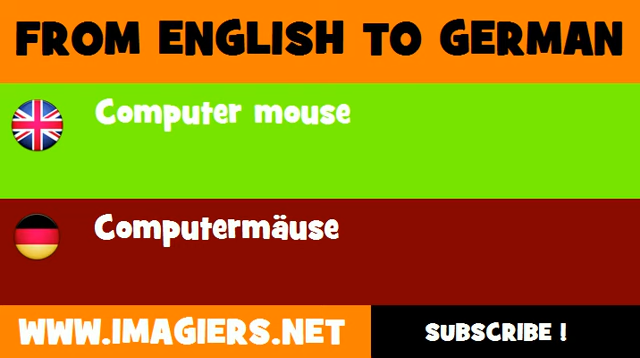 FROM ENGLISH TO GERMAN
Computer mouse
Computermäuse
WWW.IMAGIERS.NET
SUBSCRIBE !